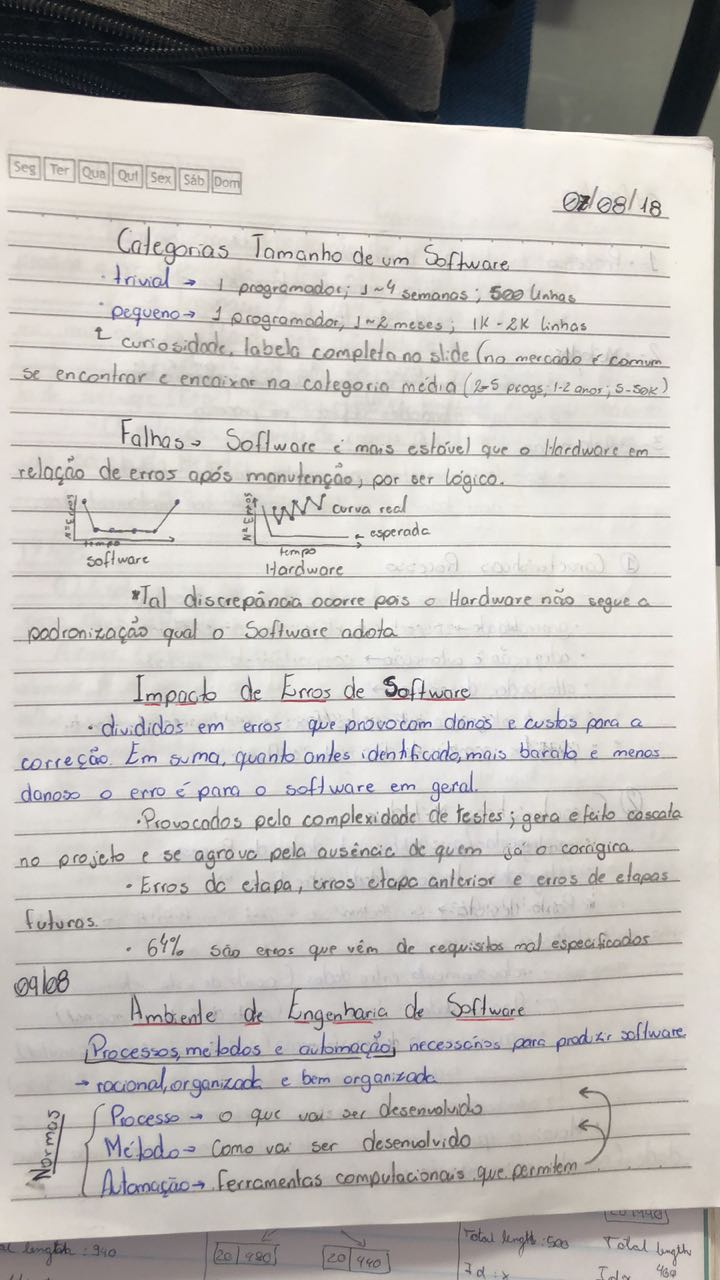 Seg Ter Qua Qui Sex Sáb Dom
07/08/18
Categorias Tamanho de um Software
· trivial → 1 programador; 1~4 semanas; 500 linhas
· pequeno → 1 programador, 1~2 meses; 1K - 2K linhas
↳ curiosidade, tabela completa no slide (no mercado é comum
se encontrar e encaixar na categoria média (2-5 progs; 1-2 anos; 5-50K)
Falhas → Software é mais estável que o Hardware em
relação de erros após manutenção, por ser lógico.
Nº Erros
tempo
software
Nº Erros
curva real
esperada
tempo
Hardware
*Tal discrepância ocorre pois o Hardware não segue a
padronização qual o Software adota
Impacto de Erros de Software
· divididos em erros que provocam danos e custos para a
correção. Em suma, quanto antes identificado, mais barato e menos
danoso o erro é para o software em geral.
· Provocados pela complexidade de testes; gera efeito cascata
no projeto e se agrava pela ausência de quem já o corrigira.
· Erros da etapa, erros etapa anterior e erros de etapas
futuros.
· 64% são erros que vêm de requisitos mal especificados
09/08
Ambiente de Engenharia de Software
Processos, métodos e automação, necessários para produzir software
→ racional, organizada e bem organizada
Normas
Processo → o que vai ser desenvolvido
Método → Como vai ser desenvolvido
Automação → Ferramentas computacionais que permitem
length: 940
20 480
20 440
Total length: 500
Id: x
20 440
Total length
460
Id x